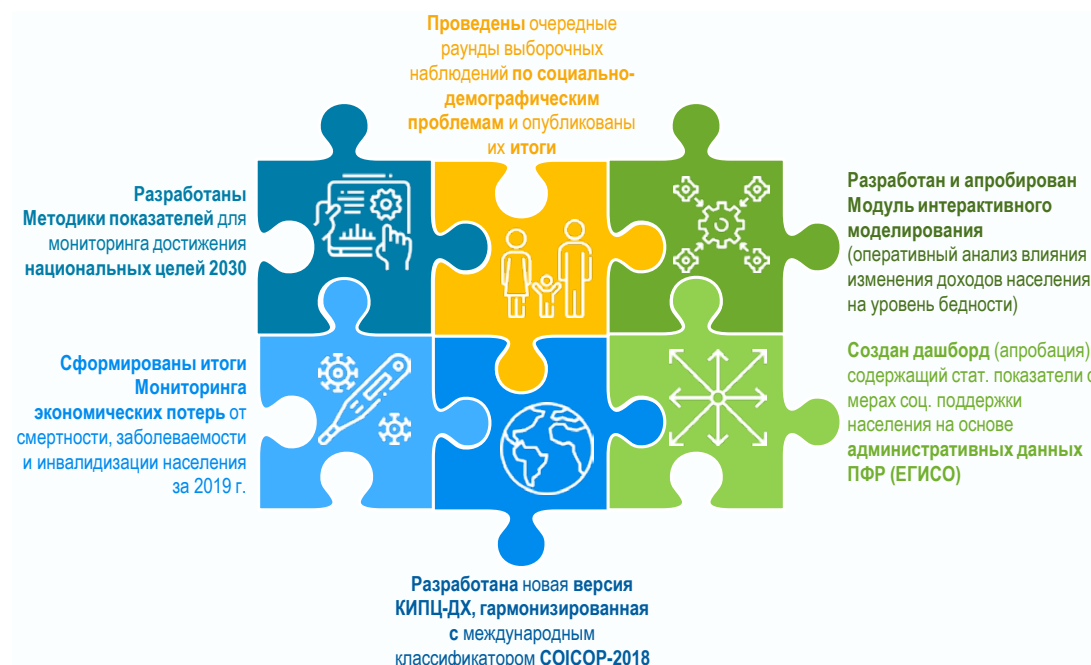 Проведены очередные
раунды выборочных
наблюдений по социально-
демографическим
проблемам и опубликованы
их итоги
Разработаны
Методики показателей для
мониторинга достижения
национальных целей 2030
Разработан и апробирован
Модуль интерактивного
моделирования
(оперативный анализ влияния
изменения доходов населения
на уровень бедности)
Сформированы итоги
Мониторинга
экономических потерь от
смертности, заболеваемости
и инвалидизации населения
за 2019 г.
Создан дашборд (апробация)
содержащий стат. показатели о
мерах соц. поддержки
населения на основе
административных данных
ПФР (ЕГИСО)
Разработана новая версия
КИПЦ-ДХ, гармонизированная
с международным
классификатором COICOP-2018